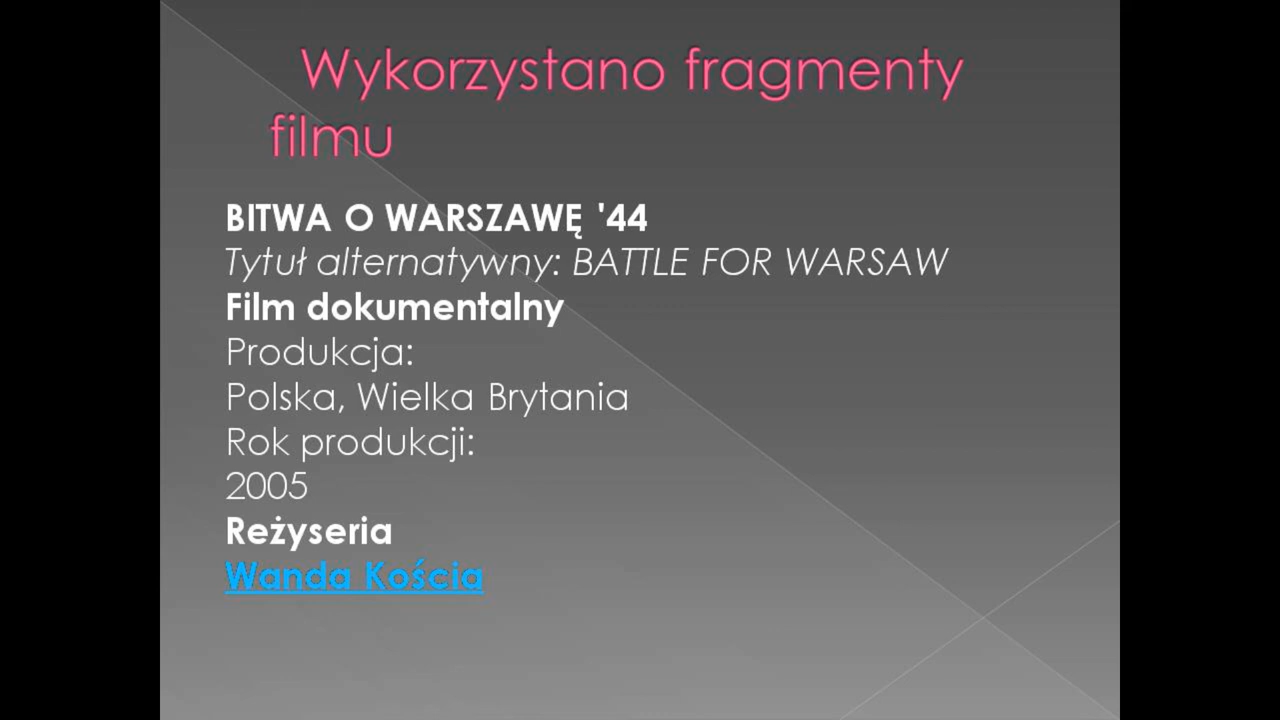 Wykorzystano fragmenty
filmu
BITWA O WARSZAWĘ '44
Tytuł alternatywny: BATTLE FOR WARSAW
Film dokumentalny
Produkcja:
Polska, Wielka Brytania
Rok produkcji:
2005
Reżyseria
Wanda Kościa